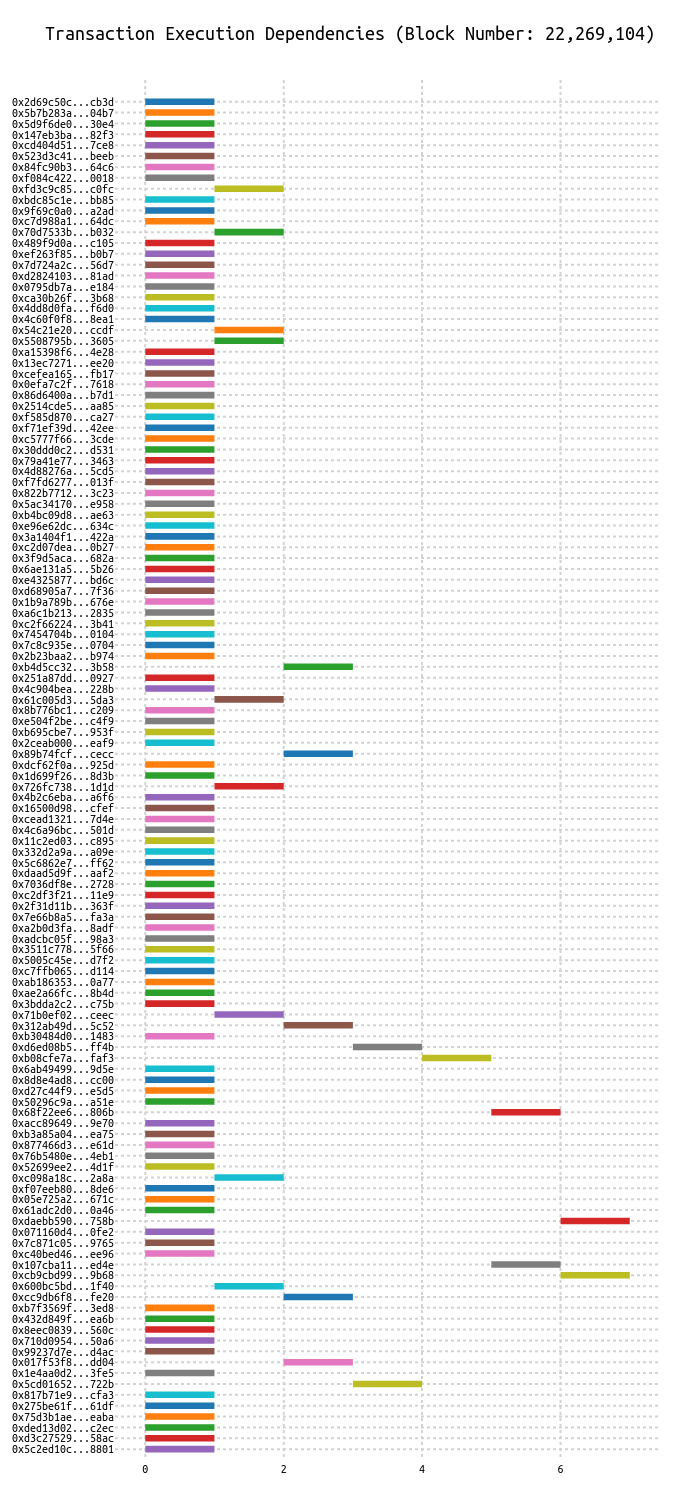 Transaction Execution Dependencies (Block Number: 22,269,104)
0x2d69c50c...cb3d
0x5b7b283a...04b7
0x5d9f6de0...30e4
0x147eb3ba...82f3
0xcd404d51...7ce8
0x523d3c41...beeb
0x84fc90b3...64c6
0xf084c422...0018
0xfd3c9c85...c0fc
0xbdc85c1e...bb85
0x9f69c0a0...a2ad
0xc7d988a1...64dc
0x70d7533b...b032
0x489f9d0a...c105
0xef263f85...b0b7
0x7d724a2c...56d7
0xd2824103...81ad
0x0795db7a...e184
0xca30b26f...3b68
0x4dd8d0fa...f6d0
0x4c60f0f8...8ea1
0x54c21e20...ccdf
0x5508795b...3605
0xa15398f6...4e28
0x13ec7271...ee20
0xcefea165...fb17
0x0efa7c2f...7618
0x86d6400a...b7d1
0x2514cde5...aa85
0xf585d870...ca27
0xf71ef39d...42ee
0xc5777f66...3cde
0x30ddd0c2...d531
0x79a41e77...3463
0x4d88276a...5cd5
0xf7fd6277...013f
0x822b7712...3c23
0x5ac34170...e958
0xb4bc09d8...ae63
0xe96e62dc...634c
0x3a1404f1...422a
0xc2d07dea...0b27
0x3f9d5aca...682a
0x6ae131a5...5b26
0xe4325877...bd6c
0xd68905a7...7f36
0x1b9a789b...676e
0xa6c1b213...2835
0xc2f66224...3b41
0x7454704b...0104
0x7c8c935e...0704
0x2b23baa2...b974
0xb4d5cc32...3b58
0x251a87dd...0927
0x4c904bea...228b
0x61c005d3...5da3
0x8b776bc1...c209
0xe504f2be...c4f9
0xb695cbe7...953f
0x2ceab000...eaf9
0x89b74fcf...cecc
0xdcf62f0a...925d
0x1d699f26...8d3b
0x726fc738...1d1d
0x4b2c6eba...a6f6
0x16500d98...cfef
0xcead1321...7d4e
0x4c6a96bc...501d
0x11c2ed03...c895
0x332d2a9a...a09e
0x5c6862e7...ff62
0xdaad5d9f...aaf2
0x7036df8e...2728
0xc2df3f21...11e9
0x2f31d11b...363f
0x7e66b8a5...fa3a
0xa2b0d3fa...8adf
0xadcbc05f...98a3
0x3511c778...5f66
0x5005c45e...d7f2
0xc7ffb065...d114
0xab186353...0a77
0xae2a66fc...8b4d
0x3bdda2c2...c75b
0x71b0ef02...ceec
0x312ab49d...5c52
0xb30484d0...1483
0xd6ed08b5...ff4b
0xb08cfe7a...faf3
0x6ab49499...9d5e
0x8d8e4ad8...cc00
0xd27c44f9...e5d5
0x50296c9a...a51e
0x68f22ee6...806b
0xacc89649...9e70
0xb3a85a04...ea75
0x877466d3...e61d
0x76b5480e...4eb1
0x52699ee2...4d1f
0xc098a18c...2a8a
0xf07eeb80...8de6
0x05e725a2...671c
0x61adc2d0...0a46
0xdaebb590...758b
0x071160d4...0fe2
0x7c871c05...9765
0xc40bed46...ee96
0x107cba11...ed4e
0xcb9cbd99...9b68
0x600bc5bd...1f40
0xcc9db6f8...fe20
0xb7f3569f...3ed8
0x432d849f...ea6b
0x8eec0839...560c
0x710d0954...50a6
0x99237d7e...d4ac
0x017f53f8...dd04
0x1e4aa0d2...3fe5
0x5cd01652...722b
0x817b71e9...cfa3
0x275be61f...61df
0x75d3b1ae...eaba
0xded13d02...c2ec
0xd3c27529...58ac
0x5c2ed10c...8801
0 2 4 6